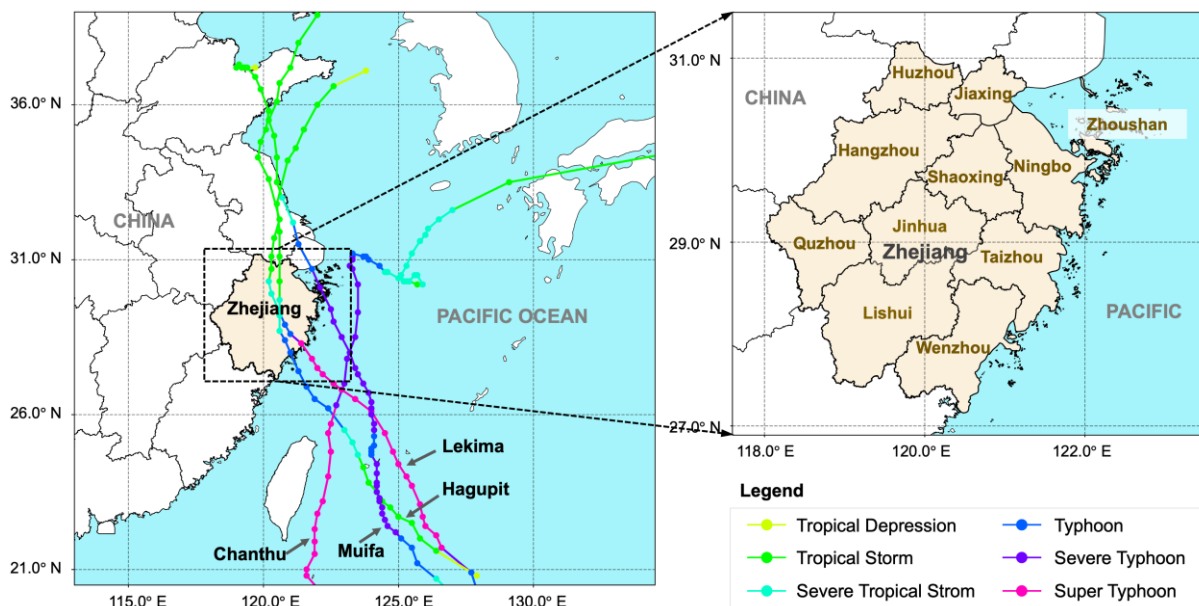 36.0° N
31.0° N
26.0° N
21.0° N
115.0° E
120.0° E
125.0° E
130.0° E
CHINA
Zhejiang
PACIFIC OCEAN
Lekima
Hagupit
Muifa
Chanthu
31.0° N
29.0° N
27.0° N
118.0° E
120.0° E
122.0° E
CHINA
Huzhou
Jiaxing
Zhoushan
Hangzhou
Ningbo
Shaoxing
Jinhua
Quzhou
Zhejiang
Taizhou
Lishui
PACIFIC
Wenzhou
Legend
Tropical Depression
Typhoon
Tropical Storm
Severe Typhoon
Severe Tropical Strom
Super Typhoon